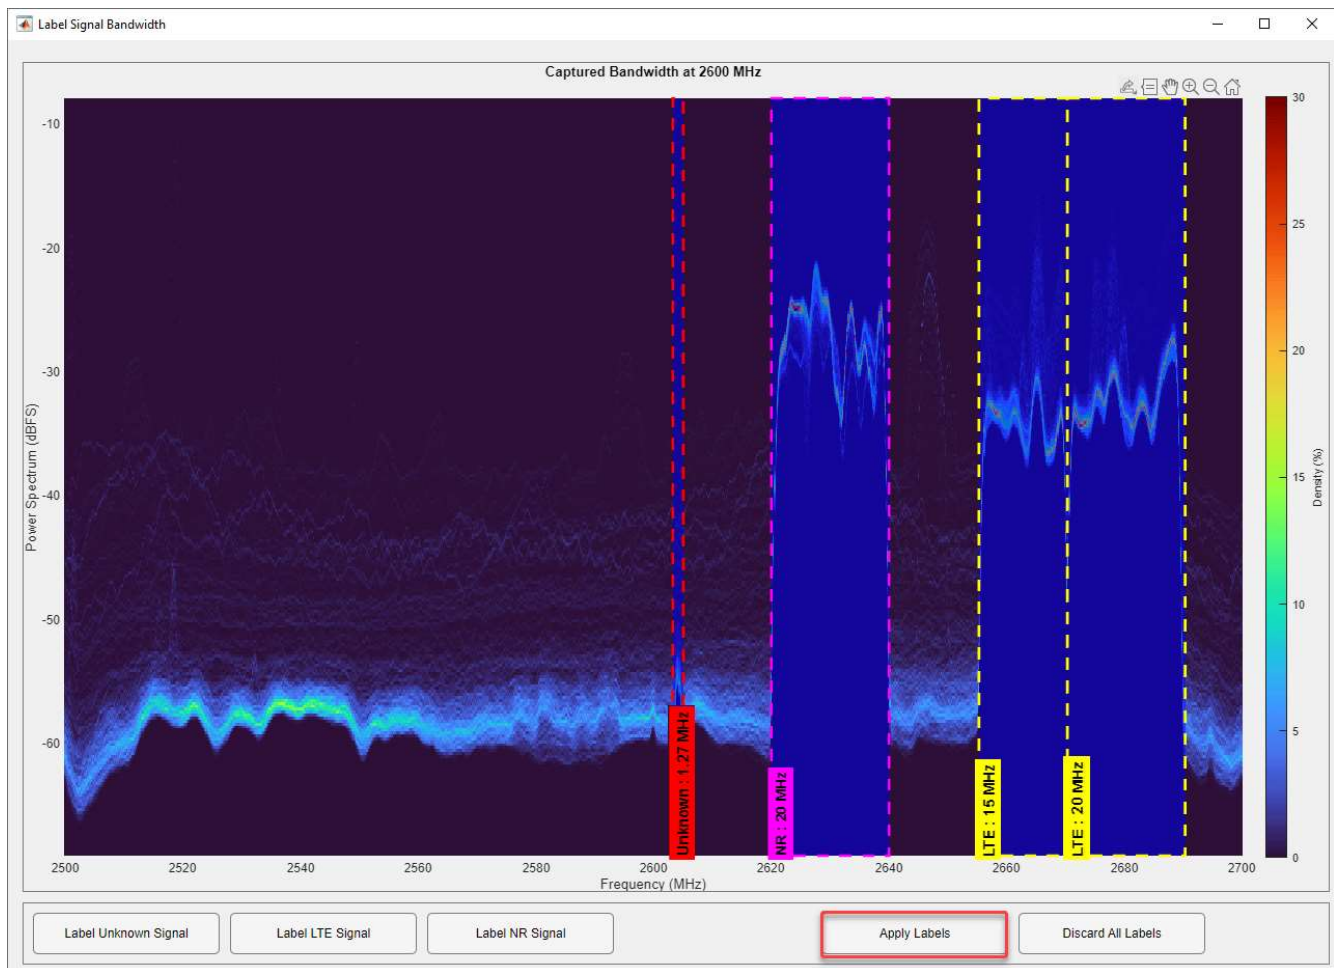 Label Signal Bandwidth
Captured Bandwidth at 2600 MHz
-10
-20
-30
-40
-50
-60
Power Spectrum (dBFS)
Unknown : 1.27 MHz
NR : 20 MHz
LTE : 15 MHz
LTE : 20 MHz
2500
2520
2540
2560
2580
2600
2620
2640
2660
2680
2700
Frequency (MHz)
30
25
20
15
10
5
0
Density (%)
Label Unknown Signal
Label LTE Signal
Label NR Signal
Apply Labels
Discard All Labels